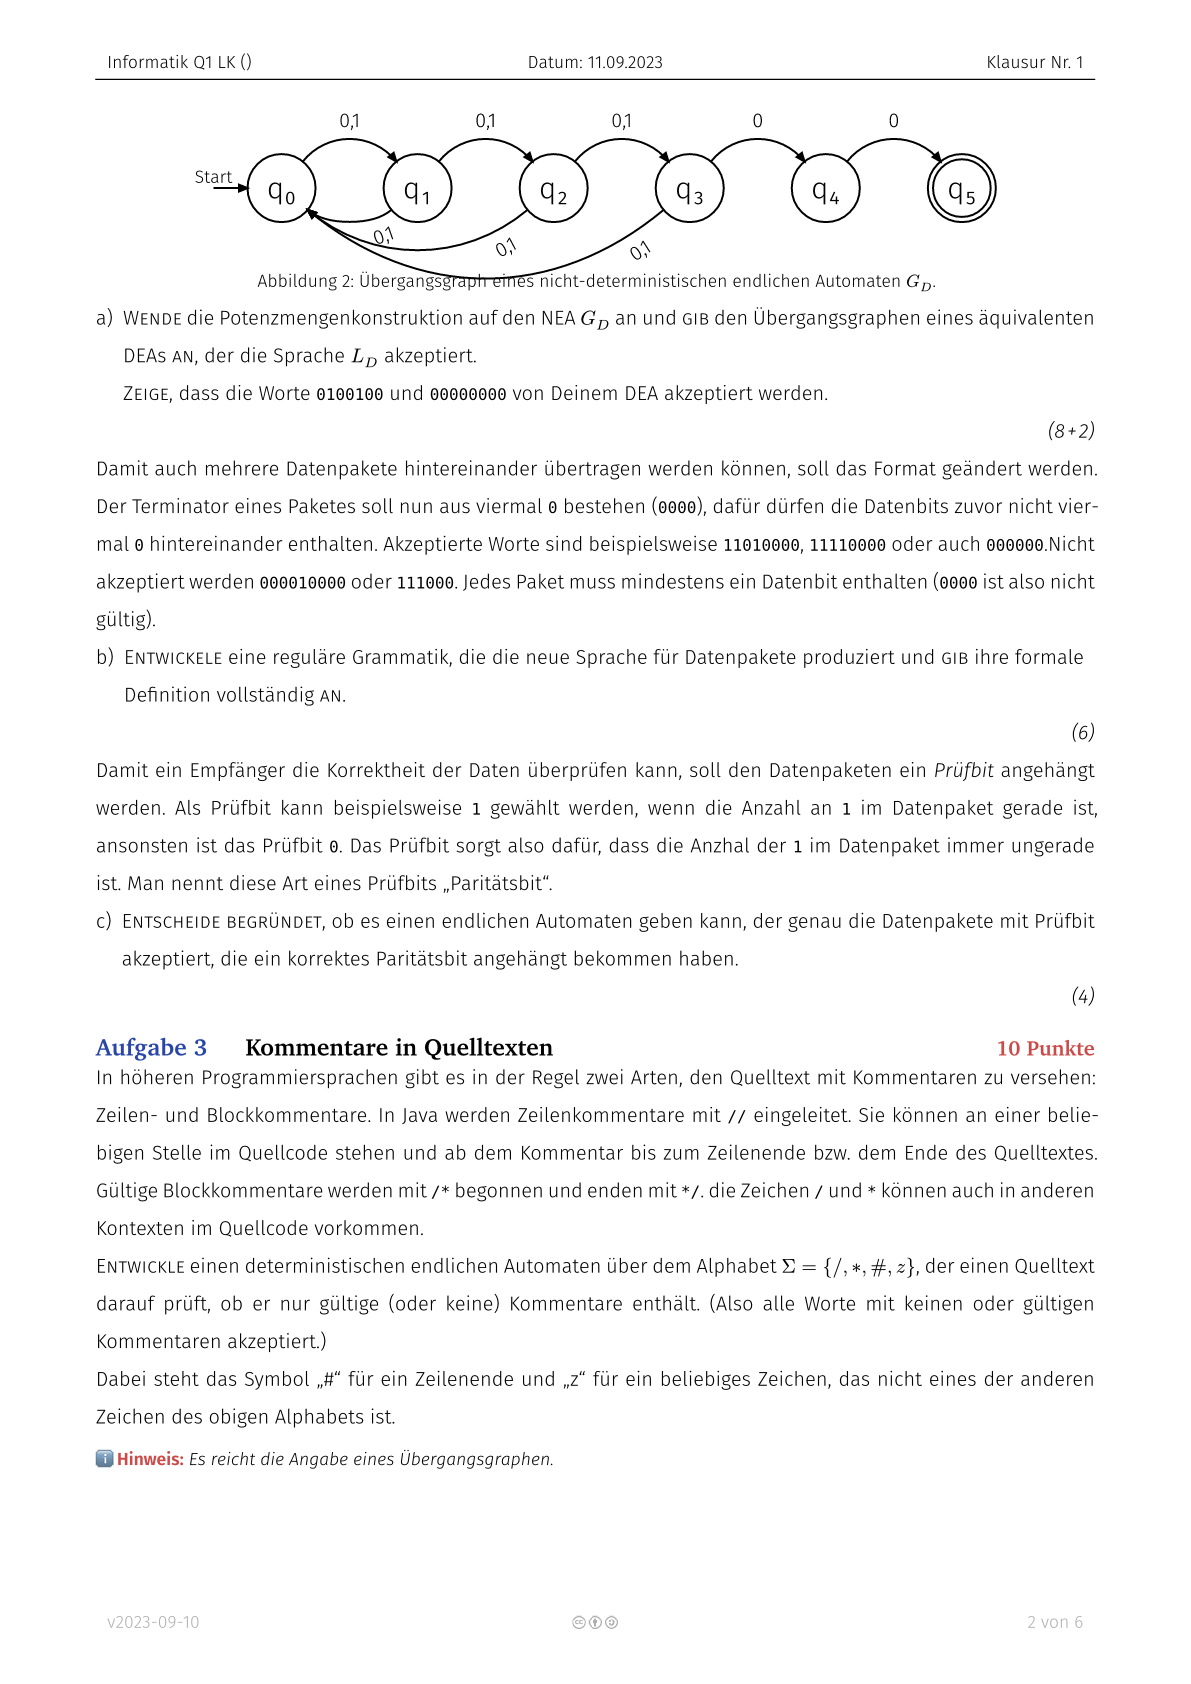 Informatik Q1 LK () Datum: 11.09.2023 Klausur Nr. 1
0,1 0,1 0,1 0 0
Start q0 q1 q2 q3 q4 q5
0,1 0,1 0,1
Abbildung 2: Übergangsgraph eines nicht-deterministischen endlichen Automaten G_D.
a) WENDE die Potenzmengenkonstruktion auf den NEA G_D an und GIB den Übergangsgraphen eines äquivalenten
DEAs AN, der die Sprache L_D akzeptiert.
ZEIGE, dass die Worte 0100100 und 00000000 von Deinem DEA akzeptiert werden.
(8+2)
Damit auch mehrere Datenpakete hintereinander übertragen werden können, soll das Format geändert werden.
Der Terminator eines Paketes soll nun aus viermal 0 bestehen (0000), dafür dürfen die Datenbits zuvor nicht vier-
mal 0 hintereinander enthalten. Akzeptierte Worte sind beispielsweise 11010000, 11110000 oder auch 000000.Nicht
akzeptiert werden 000010000 oder 111000. Jedes Paket muss mindestens ein Datenbit enthalten (0000 ist also nicht
gültig).
b) ENTWICKELE eine reguläre Grammatik, die die neue Sprache für Datenpakete produziert und GIB ihre formale
Definition vollständig AN.
(6)
Damit ein Empfänger die Korrektheit der Daten überprüfen kann, soll den Datenpaketen ein Prüfbit angehängt
werden. Als Prüfbit kann beispielsweise 1 gewählt werden, wenn die Anzahl an 1 im Datenpaket gerade ist,
ansonsten ist das Prüfbit 0. Das Prüfbit sorgt also dafür, dass die Anzhal der 1 im Datenpaket immer ungerade
ist. Man nennt diese Art eines Prüfbits „Paritätsbit“.
c) ENTSCHEIDE BEGRÜNDET, ob es einen endlichen Automaten geben kann, der genau die Datenpakete mit Prüfbit
akzeptiert, die ein korrektes Paritätsbit angehängt bekommen haben.
(4)
Aufgabe 3 Kommentare in Quelltexten 10 Punkte
In höheren Programmiersprachen gibt es in der Regel zwei Arten, den Quelltext mit Kommentaren zu versehen:
Zeilen- und Blockkommentare. In Java werden Zeilenkommentare mit // eingeleitet. Sie können an einer belie-
bigen Stelle im Quellcode stehen und ab dem Kommentar bis zum Zeilenende bzw. dem Ende des Quelltextes.
Gültige Blockkommentare werden mit /* begonnen und enden mit */. die Zeichen / und * können auch in anderen
Kontexten im Quellcode vorkommen.
ENTWICKLE einen deterministischen endlichen Automaten über dem Alphabet Σ = {/, *, #, z}, der einen Quelltext
darauf prüft, ob er nur gültige (oder keine) Kommentare enthält. (Also alle Worte mit keinen oder gültigen
Kommentaren akzeptiert.)
Dabei steht das Symbol „#“ für ein Zeilenende und „z“ für ein beliebiges Zeichen, das nicht eines der anderen
Zeichen des obigen Alphabets ist.
Hinweis: Es reicht die Angabe eines Übergangsgraphen.
v2023-09-10 2 von 6